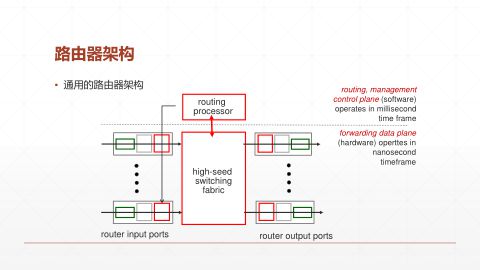 路由器架构
• 通用的路由器架构
routing
processor
routing, management
control plane (software)
operates in millisecond
time frame
forwarding data plane
(hardware) operttes in
nanosecond
timeframe
high-seed
switching
fabric
router input ports
router output ports